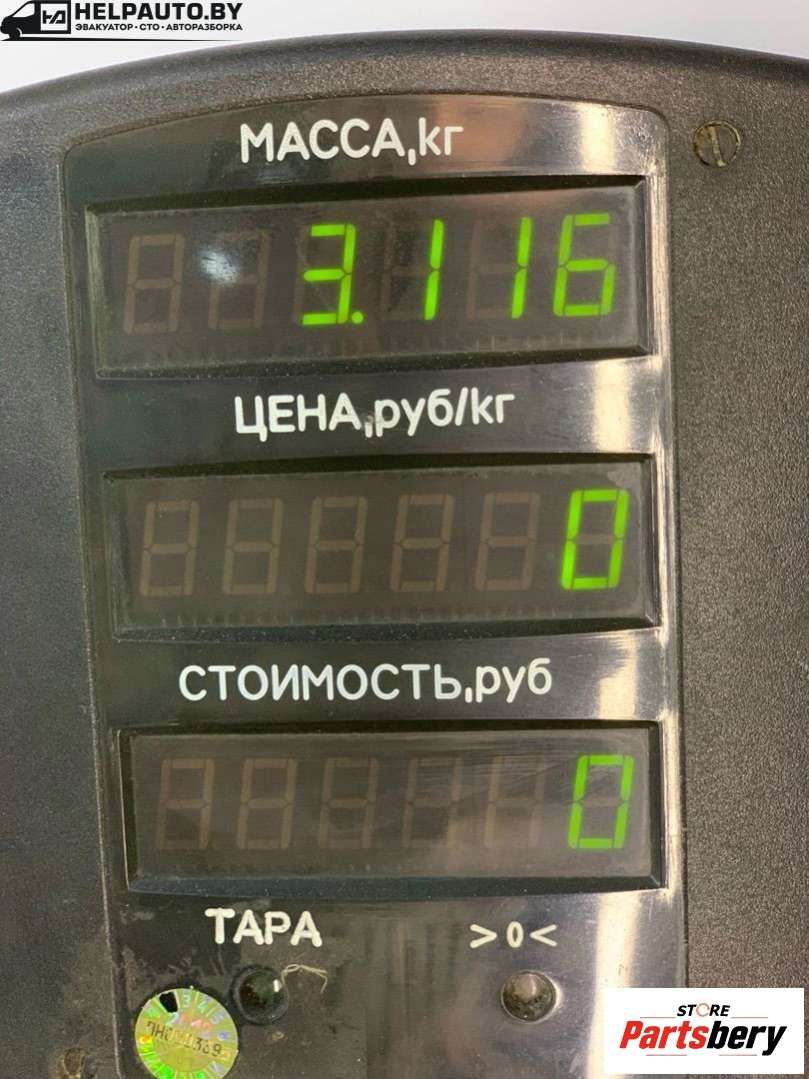 HELPAUTO.BY
ЭВАКУАТОР • СТО • АВТОРАЗБОРКА
МАССА,kг
3.116
ЦЕНА,руб/кг
0
СТОИМОСТЬ,руб
0
ТАРА
>0<
STORE
Partsbery